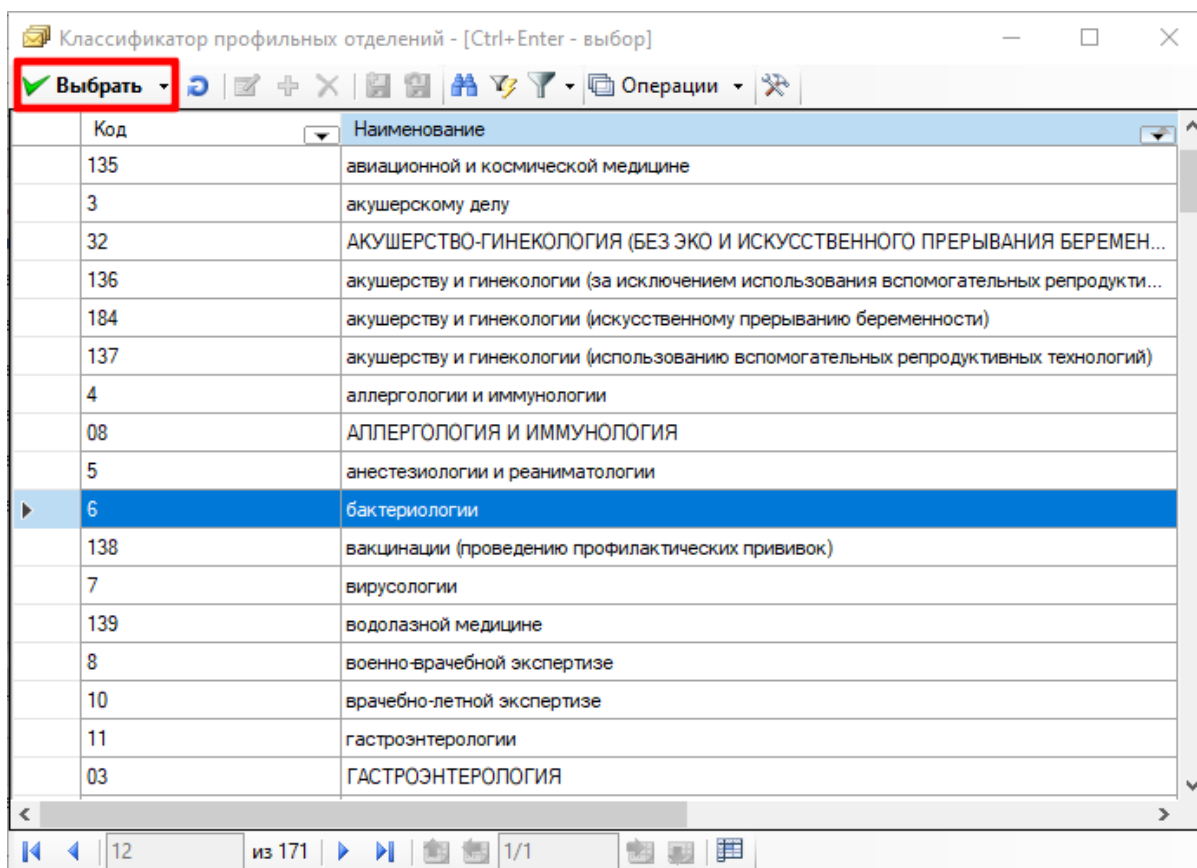 Классификатор профильных отделений - [Ctrl+Enter - выбор]
Выбрать Операции
Код Наименование
135 авиационной и космической медицине
3 акушерскому делу
32 АКУШЕРСТВО-ГИНЕКОЛОГИЯ (БЕЗ ЭКО И ИСКУССТВЕННОГО ПРЕРЫВАНИЯ БЕРЕМЕН...
136 акушерству и гинекологии (за исключением использования вспомогательных репродукти...
184 акушерству и гинекологии (искусственному прерыванию беременности)
137 акушерству и гинекологии (использованию вспомогательных репродуктивных технологий)
4 аллергологии и иммунологии
08 АЛЛЕРГОЛОГИЯ И ИММУНОЛОГИЯ
5 анестезиологии и реаниматологии
6 бактериологии
138 вакцинации (проведению профилактических прививок)
7 вирусологии
139 водолазной медицине
8 военно-врачебной экспертизе
10 врачебно-летной экспертизе
11 гастроэнтерологии
03 ГАСТРОЭНТЕРОЛОГИЯ
12 из 171 1/1